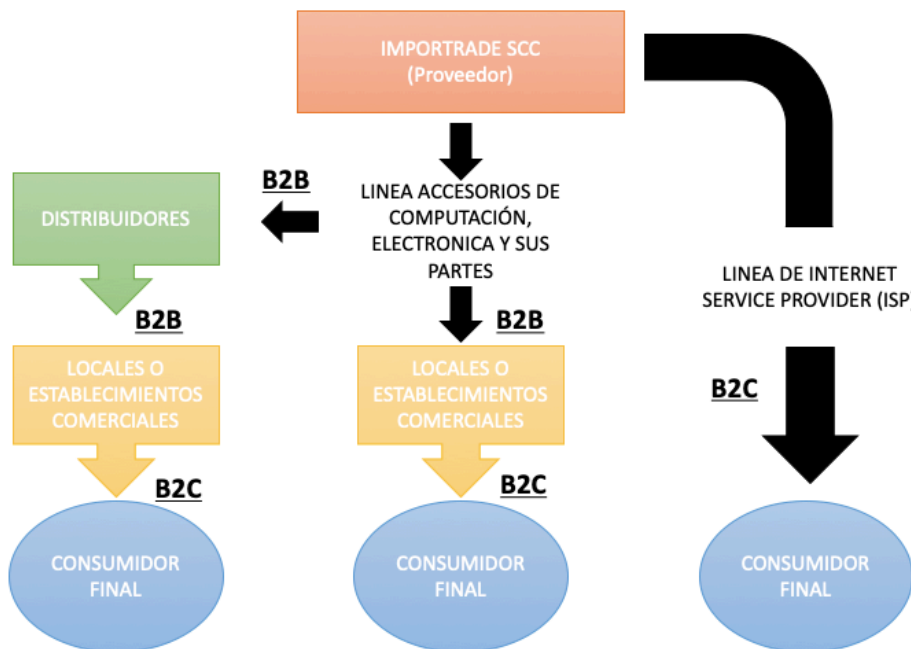 IMPORTRADE SCC
(Proveedor)
B2B
LINEA ACCESORIOS DE
COMPUTACIÓN,
ELECTRONICA Y SUS
PARTES
DISTRIBUIDORES
LINEA DE INTERNET
SERVICE PROVIDER (ISP)
B2B
B2B
LOCALES O
ESTABLECIMIENTOS
COMERCIALES
LOCALES O
ESTABLECIMIENTOS
COMERCIALES
B2C
B2C
B2C
CONSUMIDOR
FINAL
CONSUMIDOR
FINAL
CONSUMIDOR
FINAL